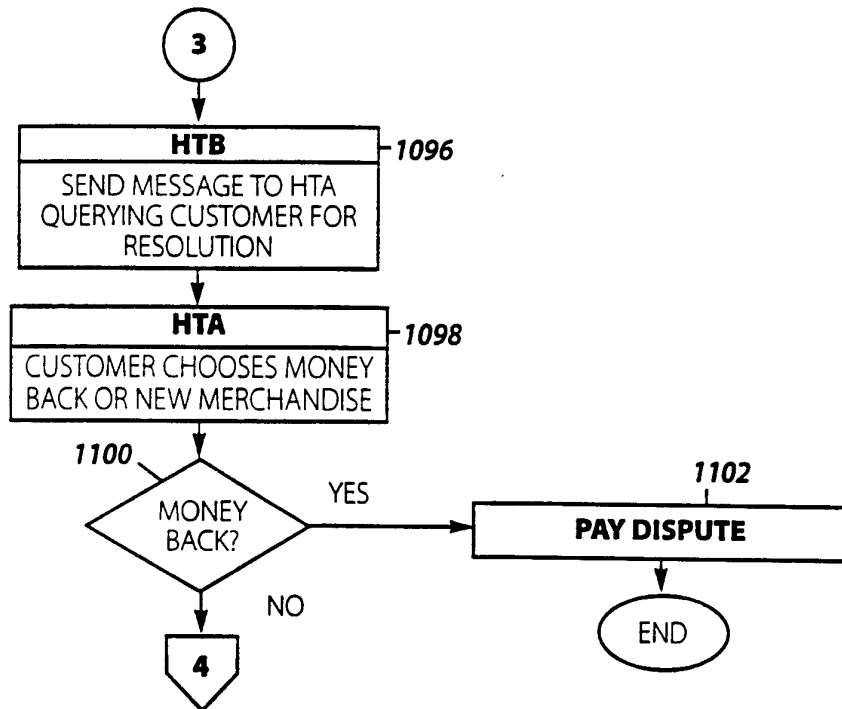 3
HTB
1096
SEND MESSAGE TO HTA
QUERYING CUSTOMER FOR
RESOLUTION
HTA
1098
CUSTOMER CHOOSES MONEY
BACK OR NEW MERCHANDISE
1100
MONEY
BACK?
YES
1102
PAY DISPUTE
NO
END
4